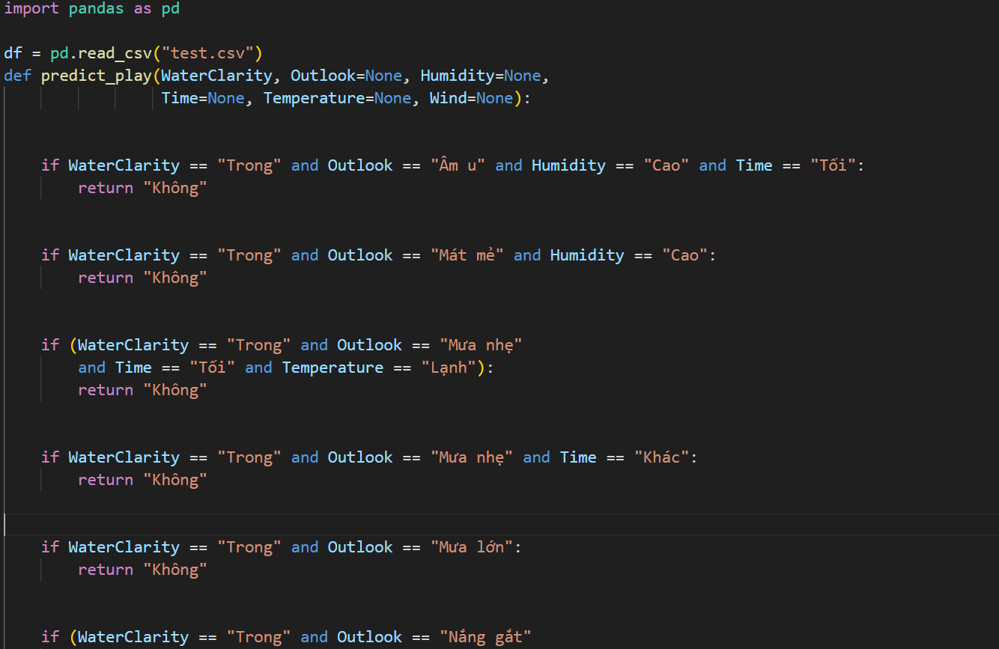 import pandas as pd
df = pd.read_csv("test.csv")
def predict_play(WaterClarity, Outlook=None, Humidity=None,
Time=None, Temperature=None, Wind=None):
if WaterClarity == "Trong" and Outlook == "Âm u" and Humidity == "Cao" and Time == "Tối":
return "Không"
if WaterClarity == "Trong" and Outlook == "Mát mẻ" and Humidity == "Cao":
return "Không"
if (WaterClarity == "Trong" and Outlook == "Mưa nhẹ"
and Time == "Tối" and Temperature == "Lạnh"):
return "Không"
if WaterClarity == "Trong" and Outlook == "Mưa nhẹ" and Time == "Khác":
return "Không"
if WaterClarity == "Trong" and Outlook == "Mưa lớn":
return "Không"
if (WaterClarity == "Trong" and Outlook == "Nắng gắt"